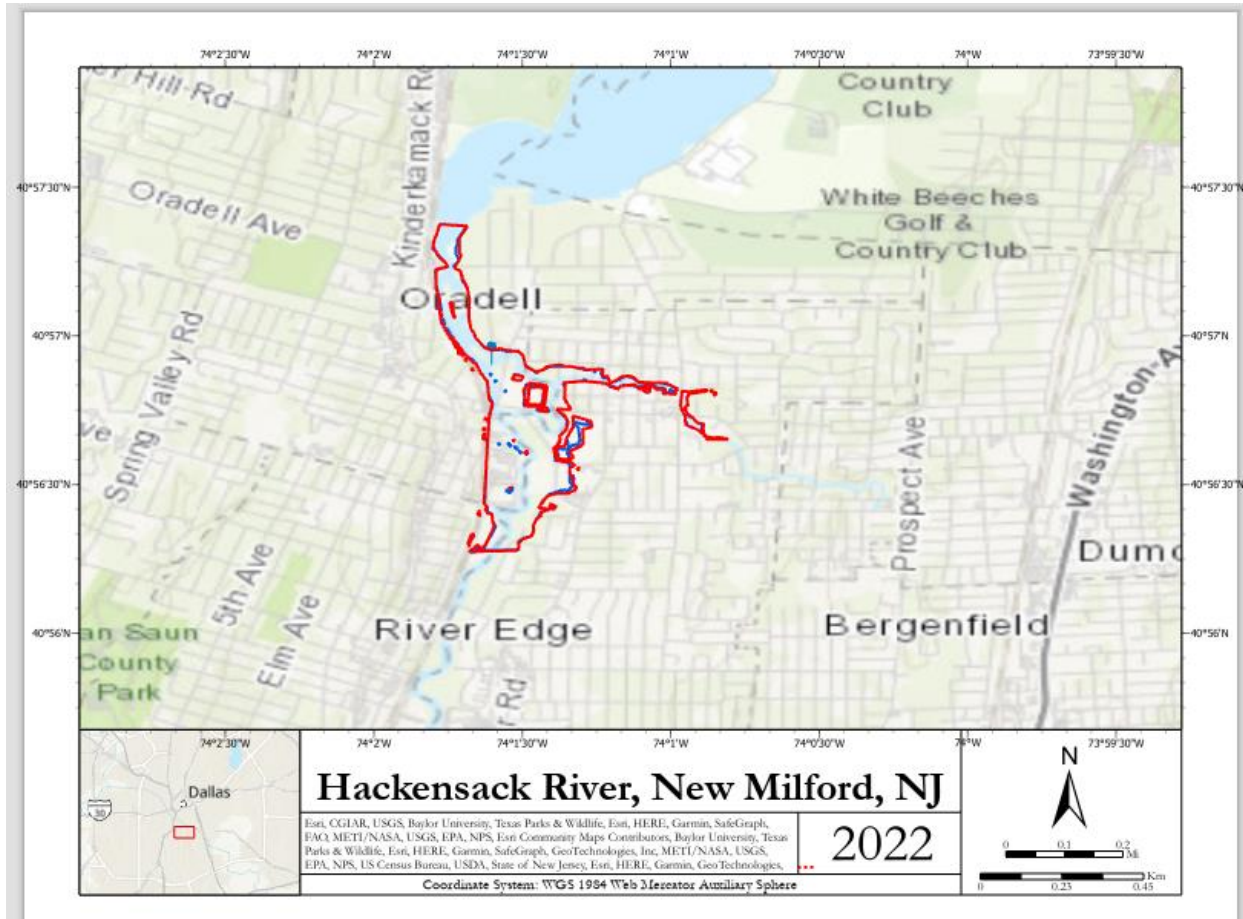 74°2'30"W 74°2'W 74°1'30"W 74°1'W 74°0'30"W 74°W 73°59'30"W
Hill-Rd
Kinderkamack Rd
Country
Club
40°57'30"N 40°57'30"N
Oradell Ave
White Beeches
Golf &
Country Club
Oradell
40°57'N 40°57'N
Spring Valley Rd
Ave
Washington-Av
40°56'30"N 40°56'30"N
Prospect Ave
Dumo
5th Ave
Elm Ave
40°56'N 40°56'N
River Edge
Bergenfield
an Saun
County
Park
r Rd
74°2'30"W 74°2'W 74°1'30"W 74°1'W 74°0'30"W 74°W 73°59'30"W
Dallas
30
Hackensack River, New Milford, NJ
Esri, CGIAR, USGS, Baylor University, Texas Parks & Wildlife, Esri, HERE, Garmin, SafeGraph,
FAO, METI/NASA, USGS, EPA, NPS, Esri Community Maps Contributors, Baylor University, Texas
Parks & Wildlife, Esri, HERE, Garmin, SafeGraph, GeoTechnologies, Inc, METI/NASA, USGS,
EPA, NPS, US Census Bureau, USDA, State of New Jersey, Esri, HERE, Garmin, GeoTechnologies,
2022
Coordinate System: WGS 1984 Web Mercator Auxiliary Sphere
N
0 0.1 0.2
Mi
Km
0 0.23 0.45